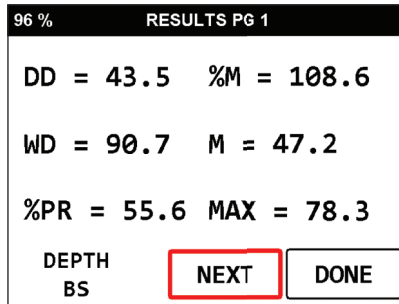 96 % RESULTS PG 1
DD = 43.5 %M = 108.6
WD = 90.7 M = 47.2
%PR = 55.6 MAX = 78.3
DEPTH
BS
NEXT
DONE